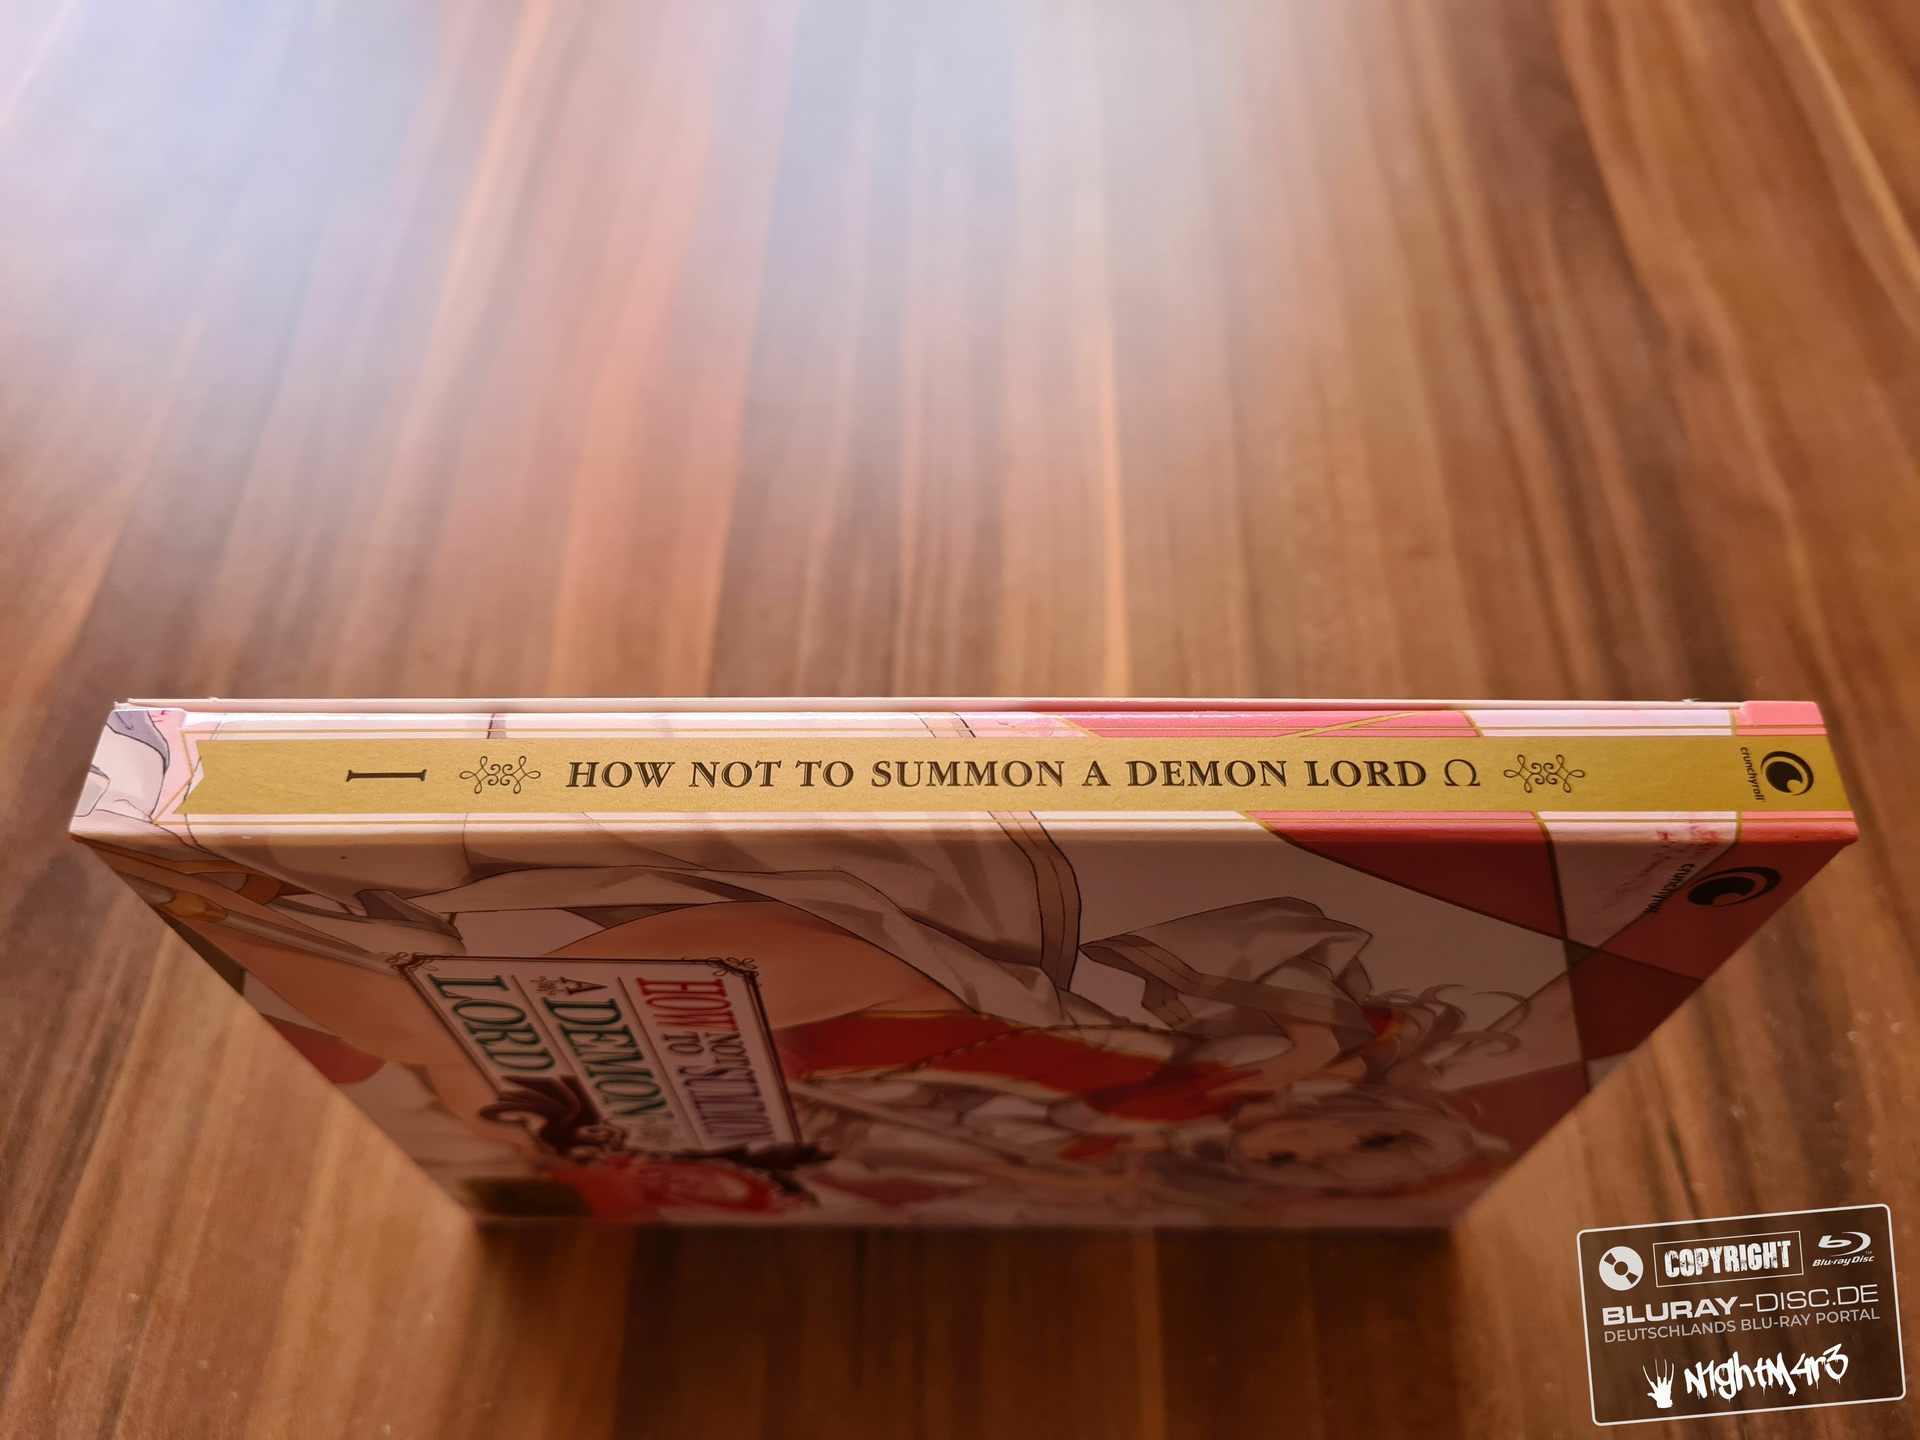 I HOW NOT TO SUMMON A DEMON LORD Ω crunchyroll
crunchyroll
HOW NOT
TO SUMMON
A DEMON
LORD
COPYRIGHT Blu-ray Disc
BLURAY-DISC.DE
DEUTSCHLANDS BLU-RAY PORTAL
N1ghtM4r3